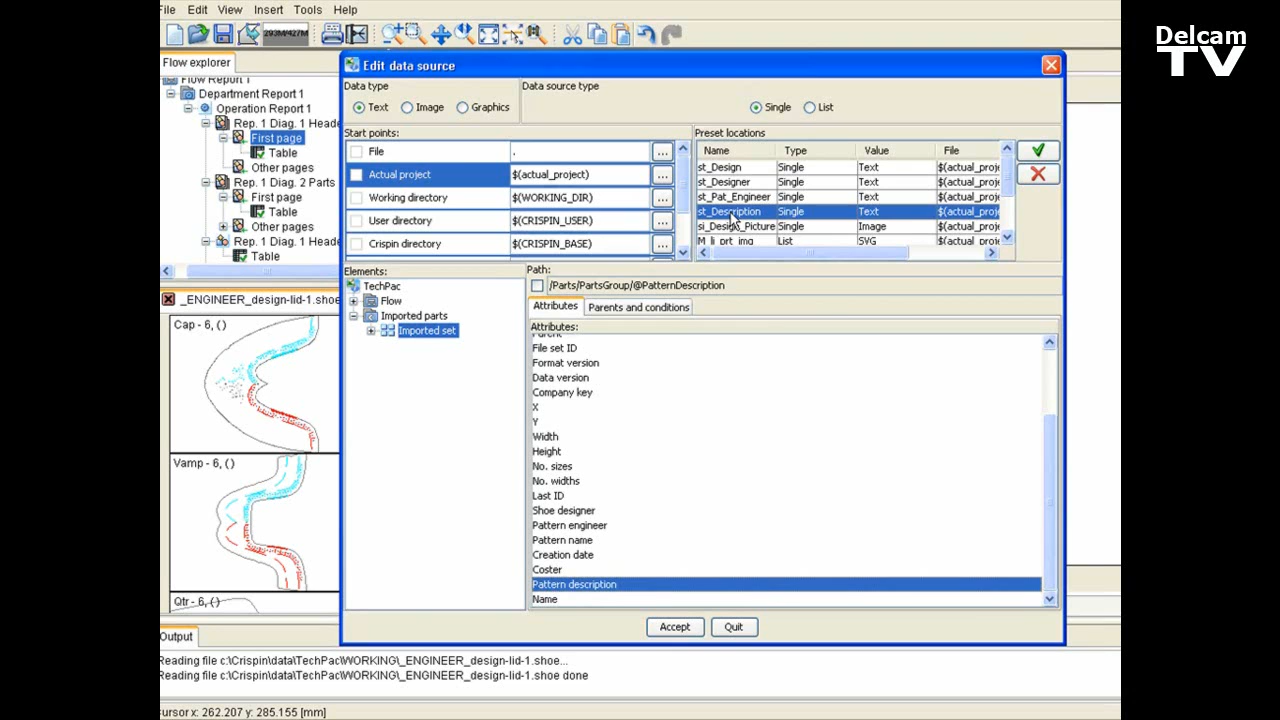 File Edit View Insert Tools Help
Delcam
TV
293M/427M
Flow explorer
Edit data source
Flow Report 1
Department Report 1
Operation Report 1
Rep. 1 Diag. 1 Heade
First page
Table
Other pages
Rep. 1 Diag. 2 Parts
First page
Table
Other pages
Rep. 1 Diag. 1 Heade
Table
Data type
Data source type
Text Image Graphics
Single List
Start points:
Preset locations
File .
Actual project $(actual_project)
Working directory $(WORKING_DIR)
User directory $(CRISPIN_USER)
Crispin directory $(CRISPIN_BASE)
Name Type Value File
st_Design Single Text $(actual_proje
st_Designer Single Text $(actual_proje
st_Pat_Engineer Single Text $(actual_proje
st_Description Single Text $(actual_proje
si_Design_Picture Single Image $(actual_proje
M_li_prt_img List SVG $(actual_proje
Elements:
TechPac
Flow
Imported parts
Imported set
Path:
/Parts/PartsGroup/@PatternDescription
Attributes Parents and conditions
Attributes:
Parent
File set ID
Format version
Data version
Company key
X
Y
Width
Height
No. sizes
No. widths
Last ID
Shoe designer
Pattern engineer
Pattern name
Creation date
Coster
Pattern description
Name
Accept Quit
_ENGINEER_design-lid-1.shoe
Cap - 6, ()
Vamp - 6, ()
Qtr - 6, ()
Output
Reading file c:\Crispin\data\TechPac\WORKING\_ENGINEER_design-lid-1.shoe...
Reading file c:\Crispin\data\TechPac\WORKING\_ENGINEER_design-lid-1.shoe done
Cursor x: 262.207 y: 285.155 [mm]